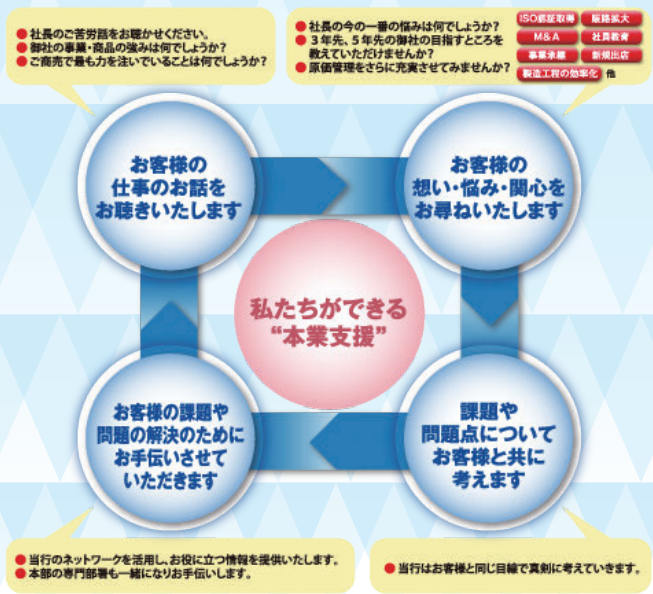 ● 社長のご苦労話をお聴かせください。
● 御社の事業・商品の強みは何でしょうか？
● ご商売で最も力を注いでいることは何でしょうか？
● 社長の今の一番の悩みは何でしょうか？
● 3年先、5年先の御社の目指すところを
教えていただけませんか？
● 原価管理をさらに充実させてみませんか？
ISO認証取得 販路拡大
M&A 社員教育
事業承継 新規出店
製造工程の効率化 他
お客様の
仕事のお話を
お聴きいたします
お客様の
想い・悩み・関心を
お尋ねいたします
私たちができる
“本業支援”
お客様の課題や
問題の解決のために
お手伝いさせて
いただきます
課題や
問題点について
お客様と共に
考えます
● 当行のネットワークを活用し、お役に立つ情報を提供いたします。
● 本部の専門部署も一緒になりお手伝いします。
● 当行はお客様と同じ目線で真剣に考えていきます。